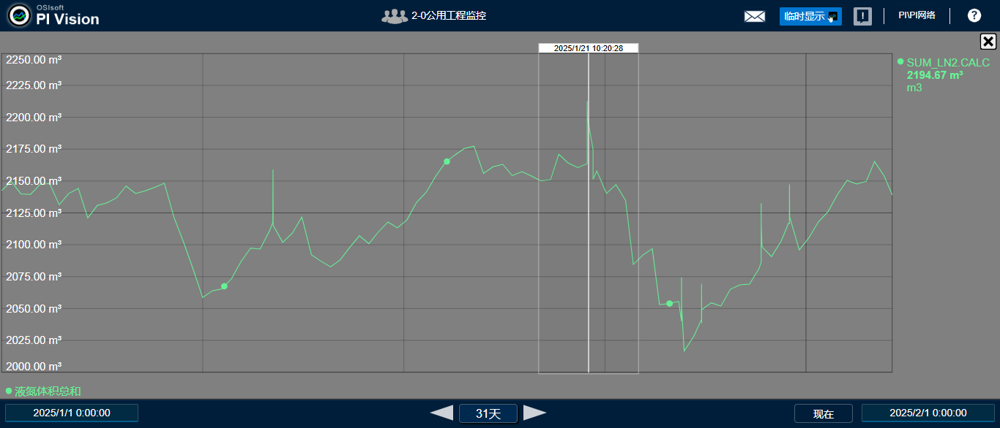 OSIsoft
PI Vision
2-0公用工程监控
临时显示
PI\PI网络
?
2025/1/21 10:20:28
2250.00 m³
2225.00 m³
2200.00 m³
2175.00 m³
2150.00 m³
2125.00 m³
2100.00 m³
2075.00 m³
2050.00 m³
2025.00 m³
2000.00 m³
SUM_LN2.CALC
2194.67 m³
m3
液氮体积总和
2025/1/1 0:00:00
31天
现在
2025/2/1 0:00:00